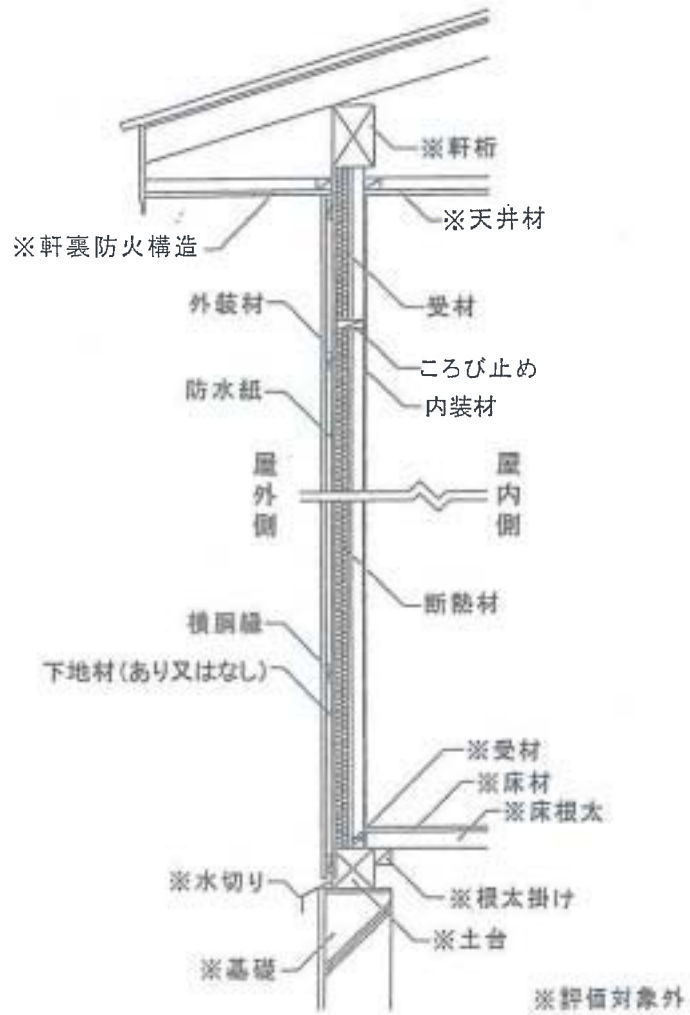 ※軒桁
※天井材
※軒裏防火構造
外装材
受材
ころび止め
防水紙
内装材
屋外側
屋内側
断熱材
横胴縁
下地材(あり又はなし)
※受材
※床材
※床根太
※水切り
※根太掛け
※土台
※基礎
※評価対象外